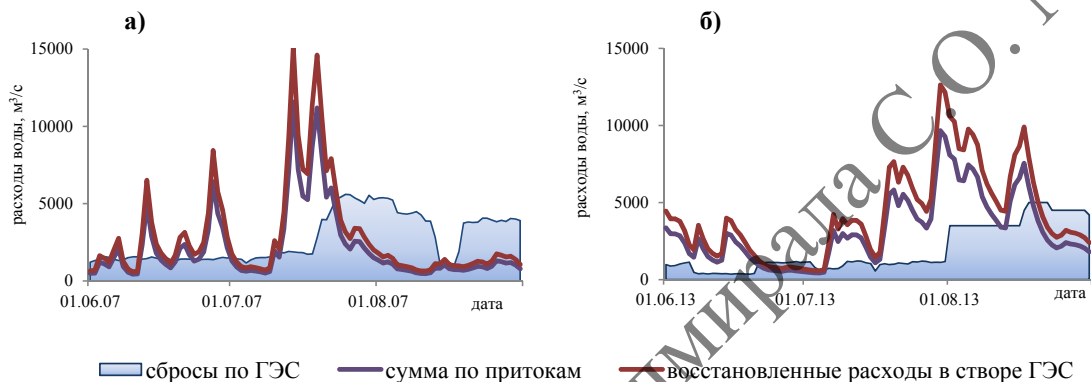 а)
б)
расходы воды, м³/с
15000
10000
5000
0
01.06.07
01.07.07
01.08.07
дата
расходы воды, м³/с
15000
10000
5000
0
01.06.13
01.07.13
01.08.13
дата
мирала С.О.
сбросы по ГЭС
сумма по притокам
восстановленные расходы в створе ГЭС